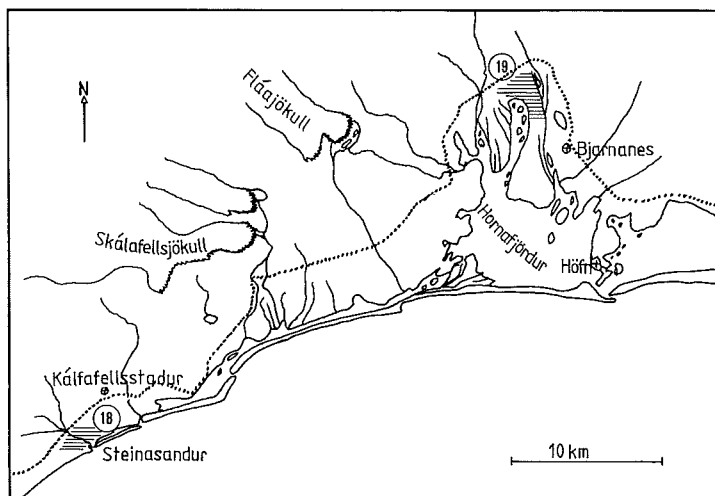 19
N
Fláajökull
Bjarnanes
Hornafjördur
Skálafellsjökull
Höfn
Kálfafellsstadur
18
Steinasandur
10 km